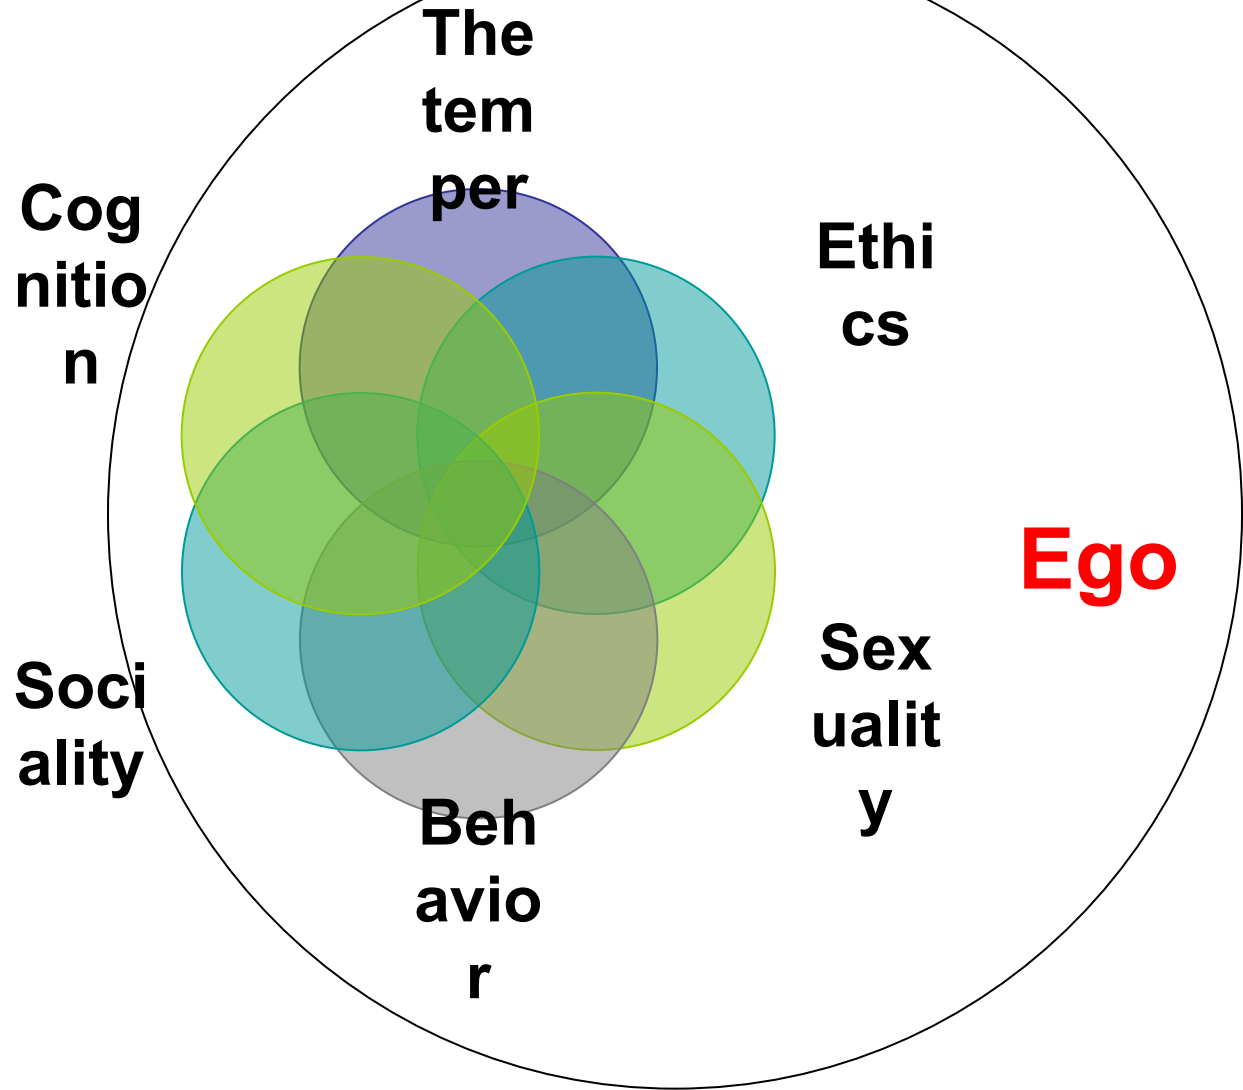 The
tem
per
Cog
nitio
n
Ethi
cs
Ego
Sex
ualit
y
Soci
ality
Beh
avio
r